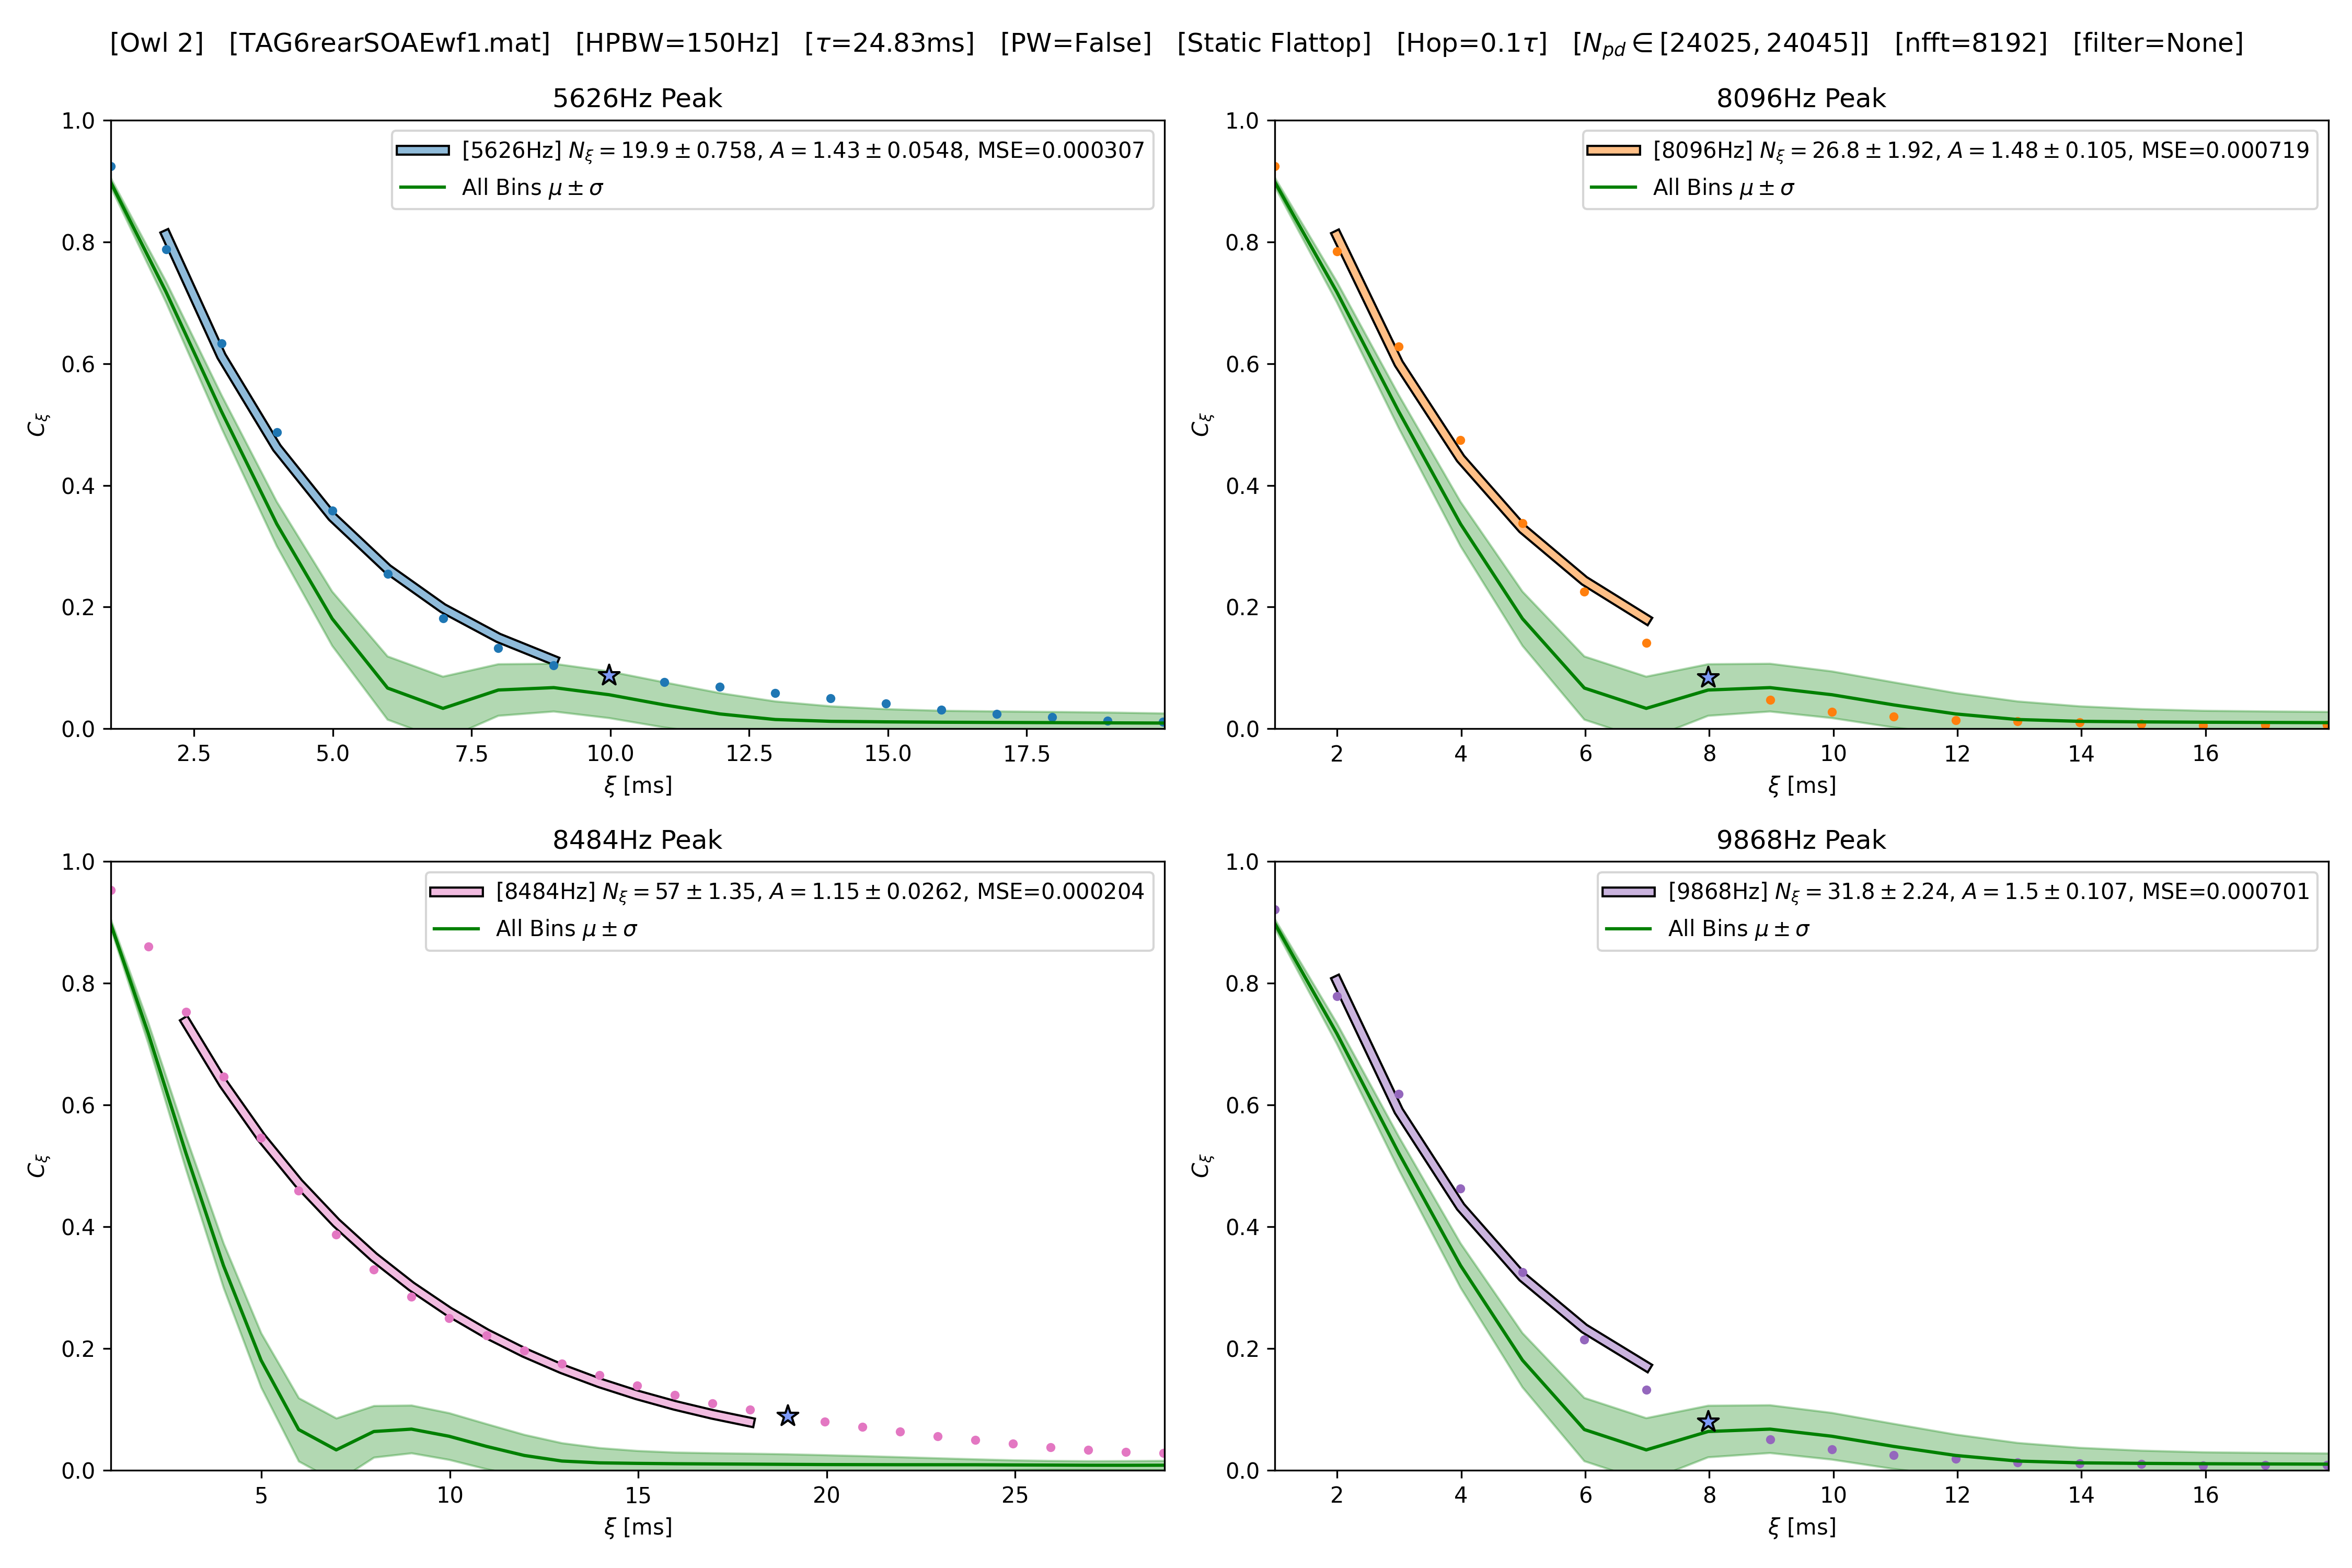 [Owl 2] [TAG6rearSOAEwf1.mat] [HPBW=150Hz] [τ=24.83ms] [PW=False] [Static Flattop] [Hop=0.1τ] [N_pd ∈ [24025, 24045]] [nfft=8192] [filter=None]
5626Hz Peak
[5626Hz] N_ξ = 19.9 ± 0.758, A = 1.43 ± 0.0548, MSE=0.000307
All Bins μ ± σ
1.0
0.8
0.6
0.4
0.2
0.0
C_ξ
2.5 5.0 7.5 10.0 12.5 15.0 17.5
ξ [ms]
8096Hz Peak
[8096Hz] N_ξ = 26.8 ± 1.92, A = 1.48 ± 0.105, MSE=0.000719
All Bins μ ± σ
1.0
0.8
0.6
0.4
0.2
0.0
C_ξ
2 4 6 8 10 12 14 16
ξ [ms]
8484Hz Peak
[8484Hz] N_ξ = 57 ± 1.35, A = 1.15 ± 0.0262, MSE=0.000204
All Bins μ ± σ
1.0
0.8
0.6
0.4
0.2
0.0
C_ξ
5 10 15 20 25
ξ [ms]
9868Hz Peak
[9868Hz] N_ξ = 31.8 ± 2.24, A = 1.5 ± 0.107, MSE=0.000701
All Bins μ ± σ
1.0
0.8
0.6
0.4
0.2
0.0
C_ξ
2 4 6 8 10 12 14 16
ξ [ms]